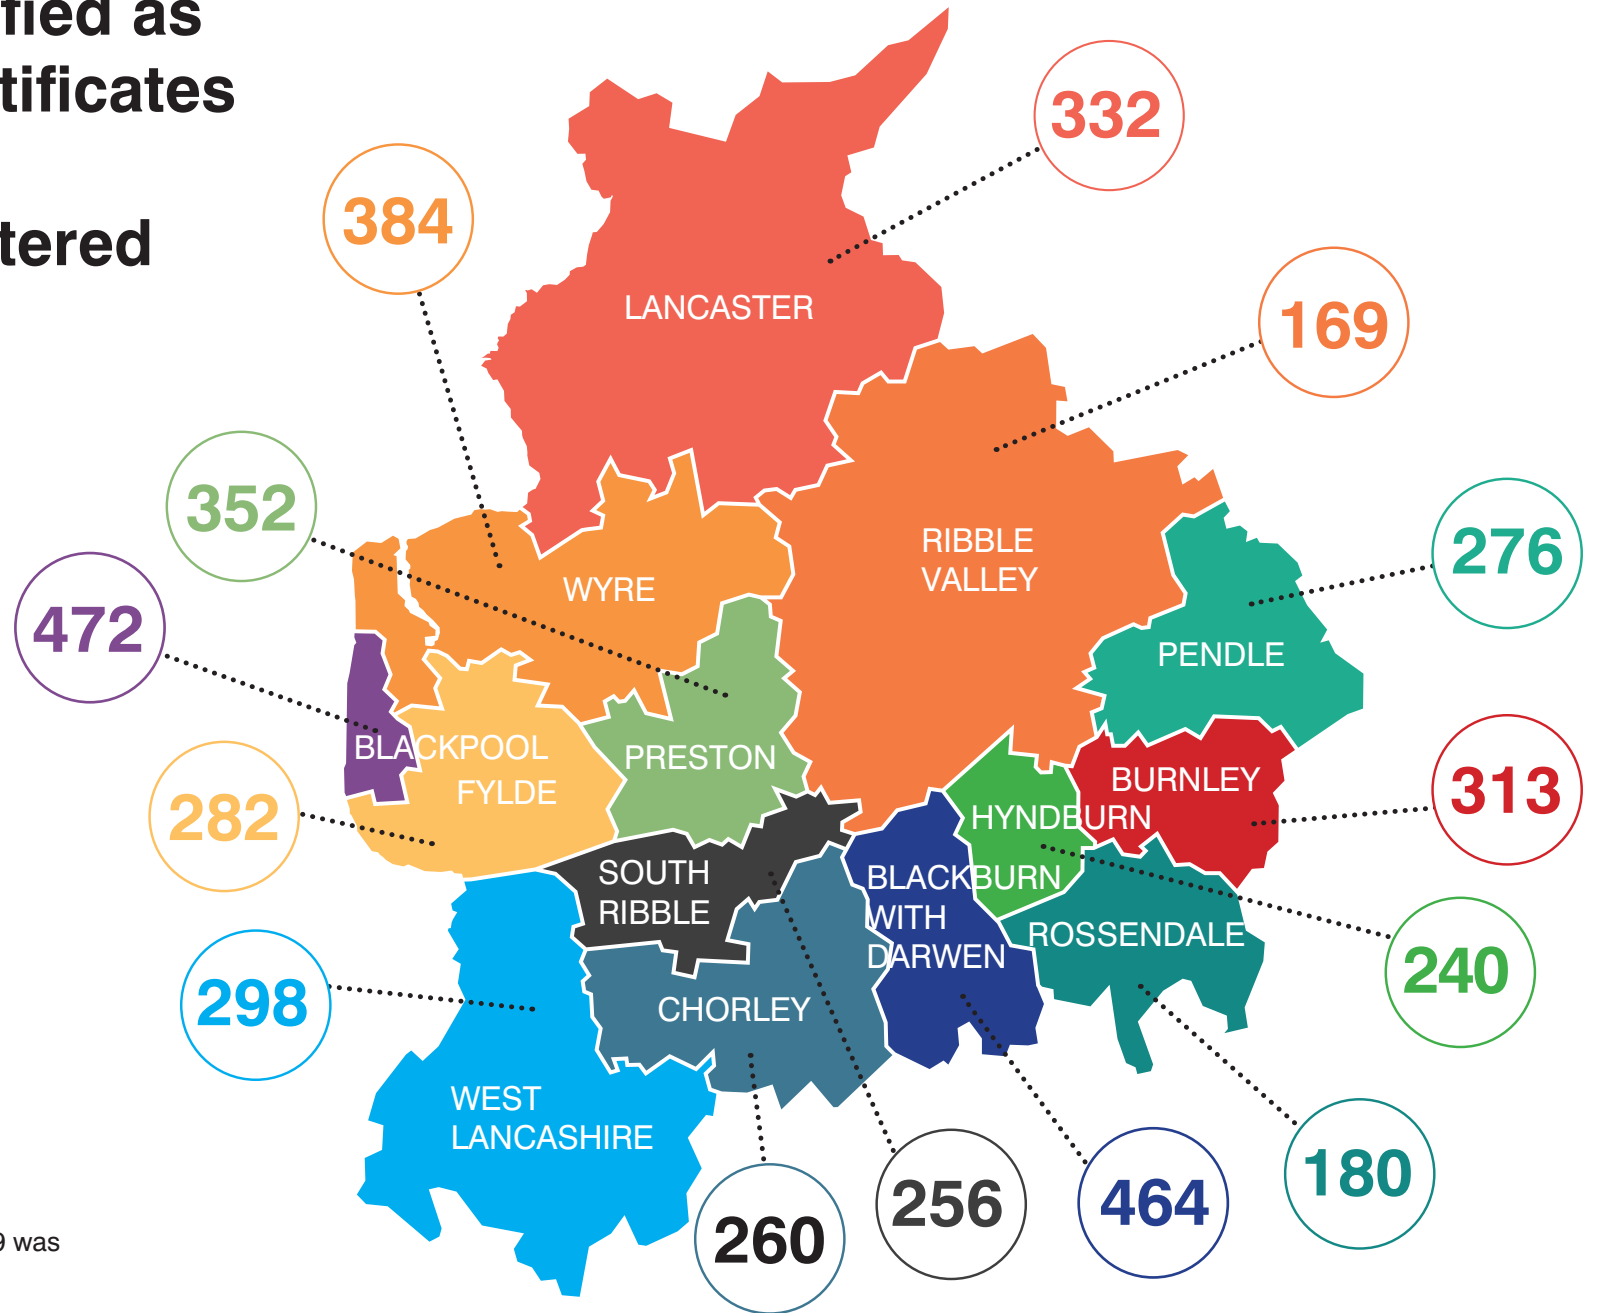 fied as
tificates
tered
332
384
LANCASTER
169
352
RIBBLE
VALLEY
276
WYRE
472
PENDLE
BLACKPOOL
PRESTON
BURNLEY
313
282
FYLDE
HYNDBURN
SOUTH
RIBBLE
BLACKBURN
WITH
DARWEN
ROSSENDALE
240
298
CHORLEY
WEST
LANCASHIRE
180
256
464
260
9 was